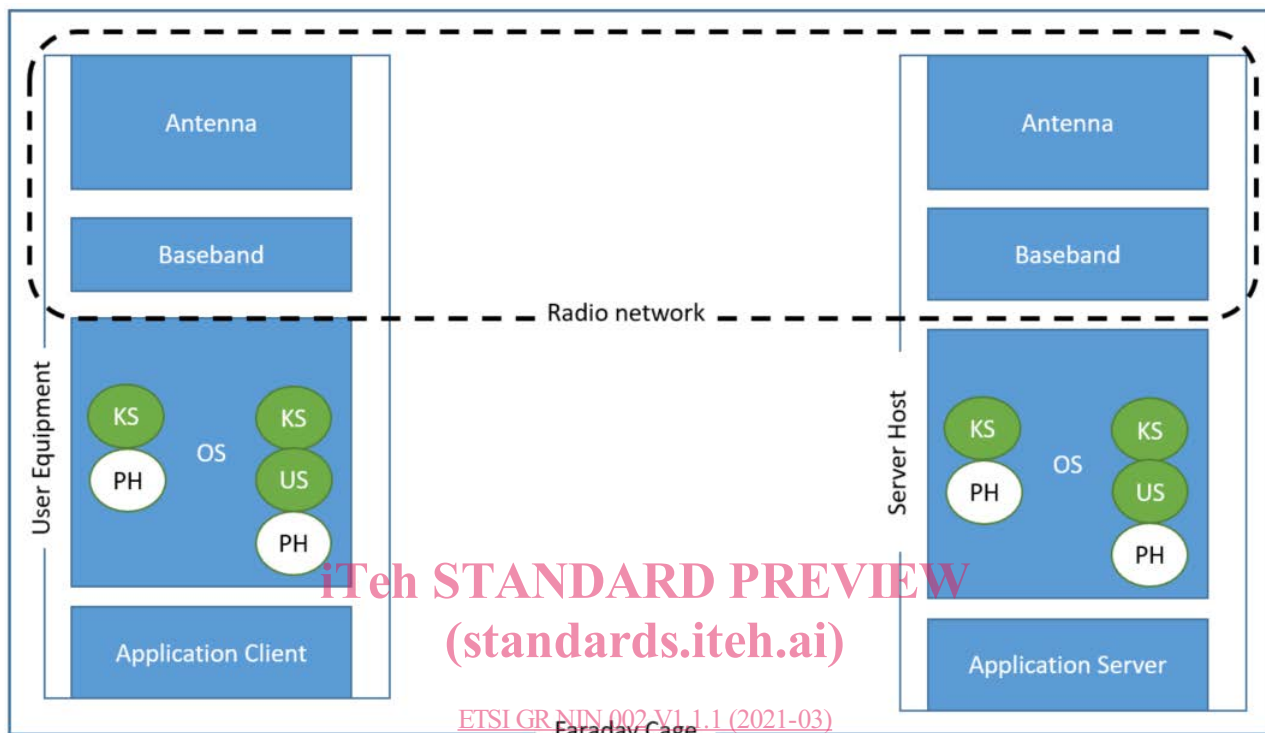 Antenna
Antenna
Baseband
Baseband
Radio network
User Equipment
Server Host
KS
KS
OS
PH
US
PH
KS
KS
OS
PH
US
PH
iTeh STANDARD PREVIEW
(standards.iteh.ai)
Application Client
Application Server
ETSI GR NIN 002 V1.1.1 (2021-03)
Faraday Cage